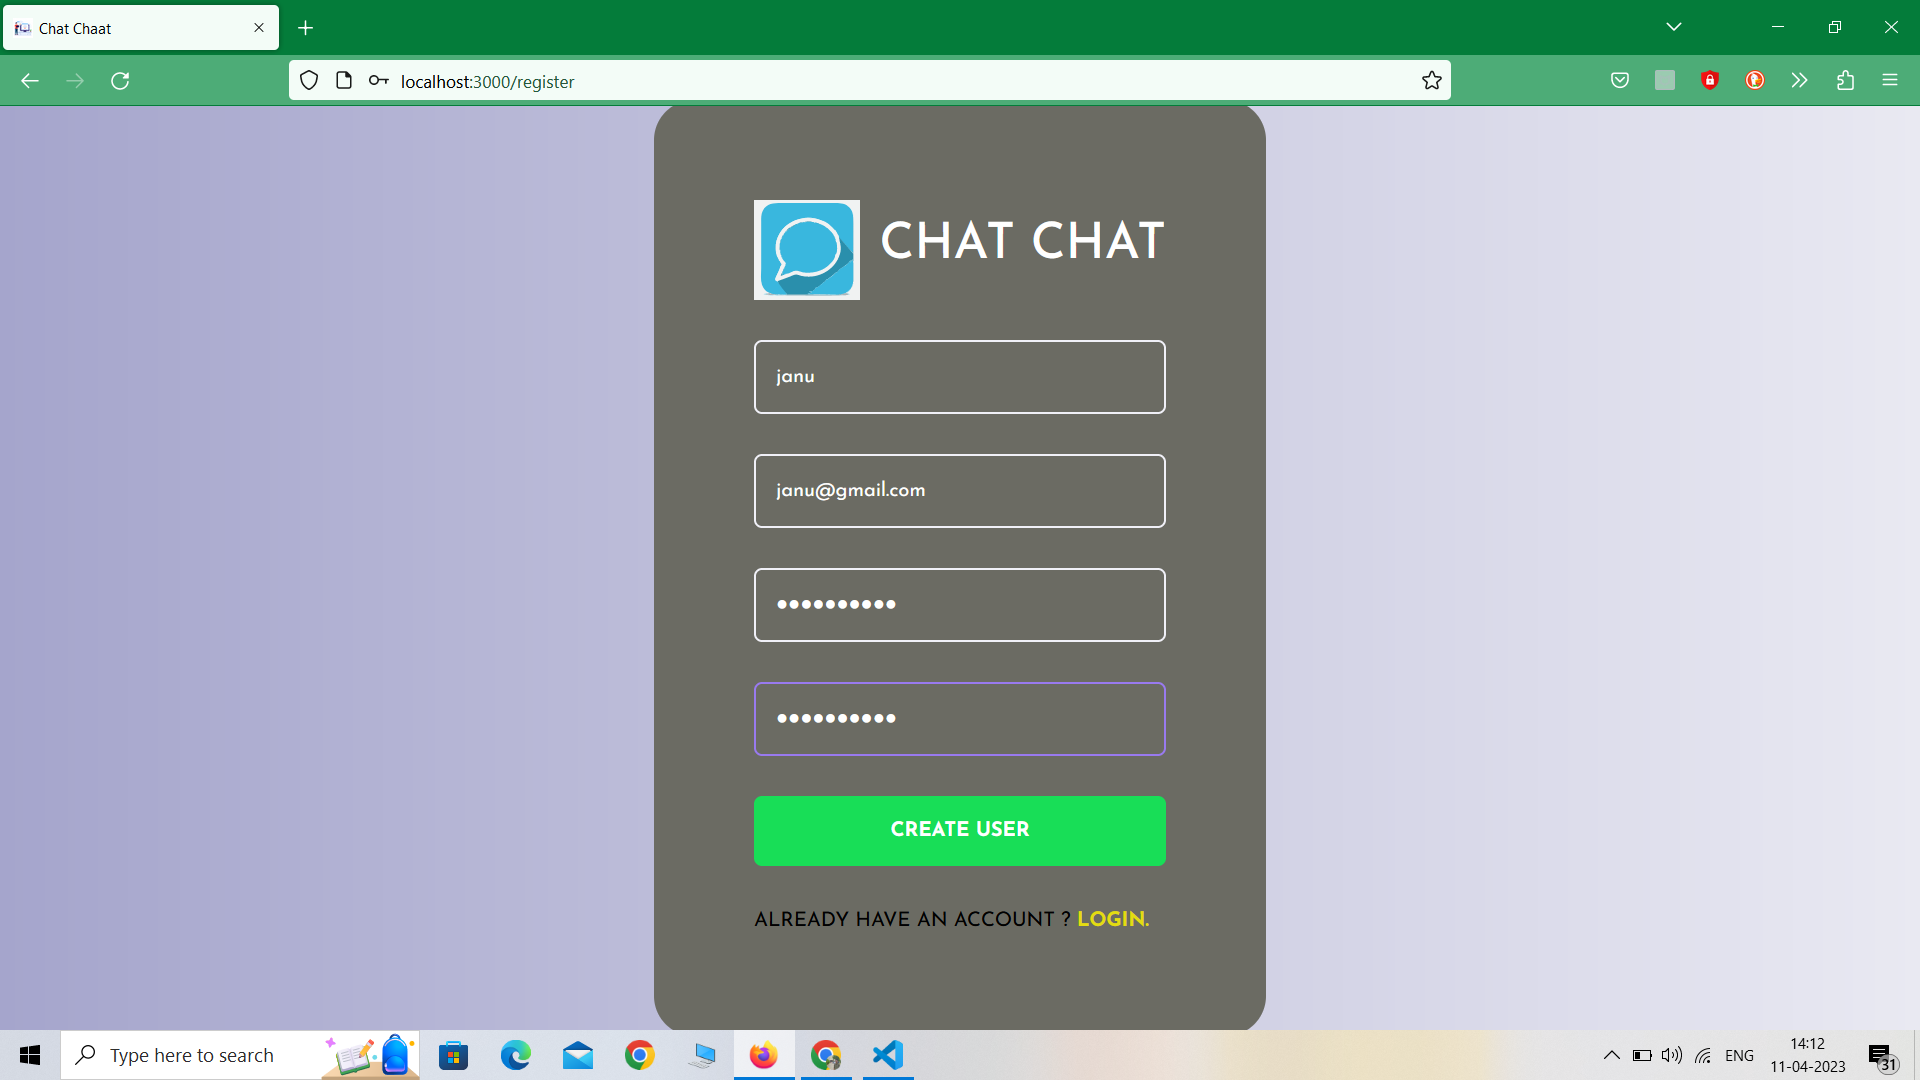 Chat Chaat
localhost:3000/register
CHAT CHAT
janu
janu@gmail.com
●●●●●●●●●●
●●●●●●●●●●
CREATE USER
ALREADY HAVE AN ACCOUNT ? LOGIN.
Type here to search
ENG
14:12
11-04-2023
31